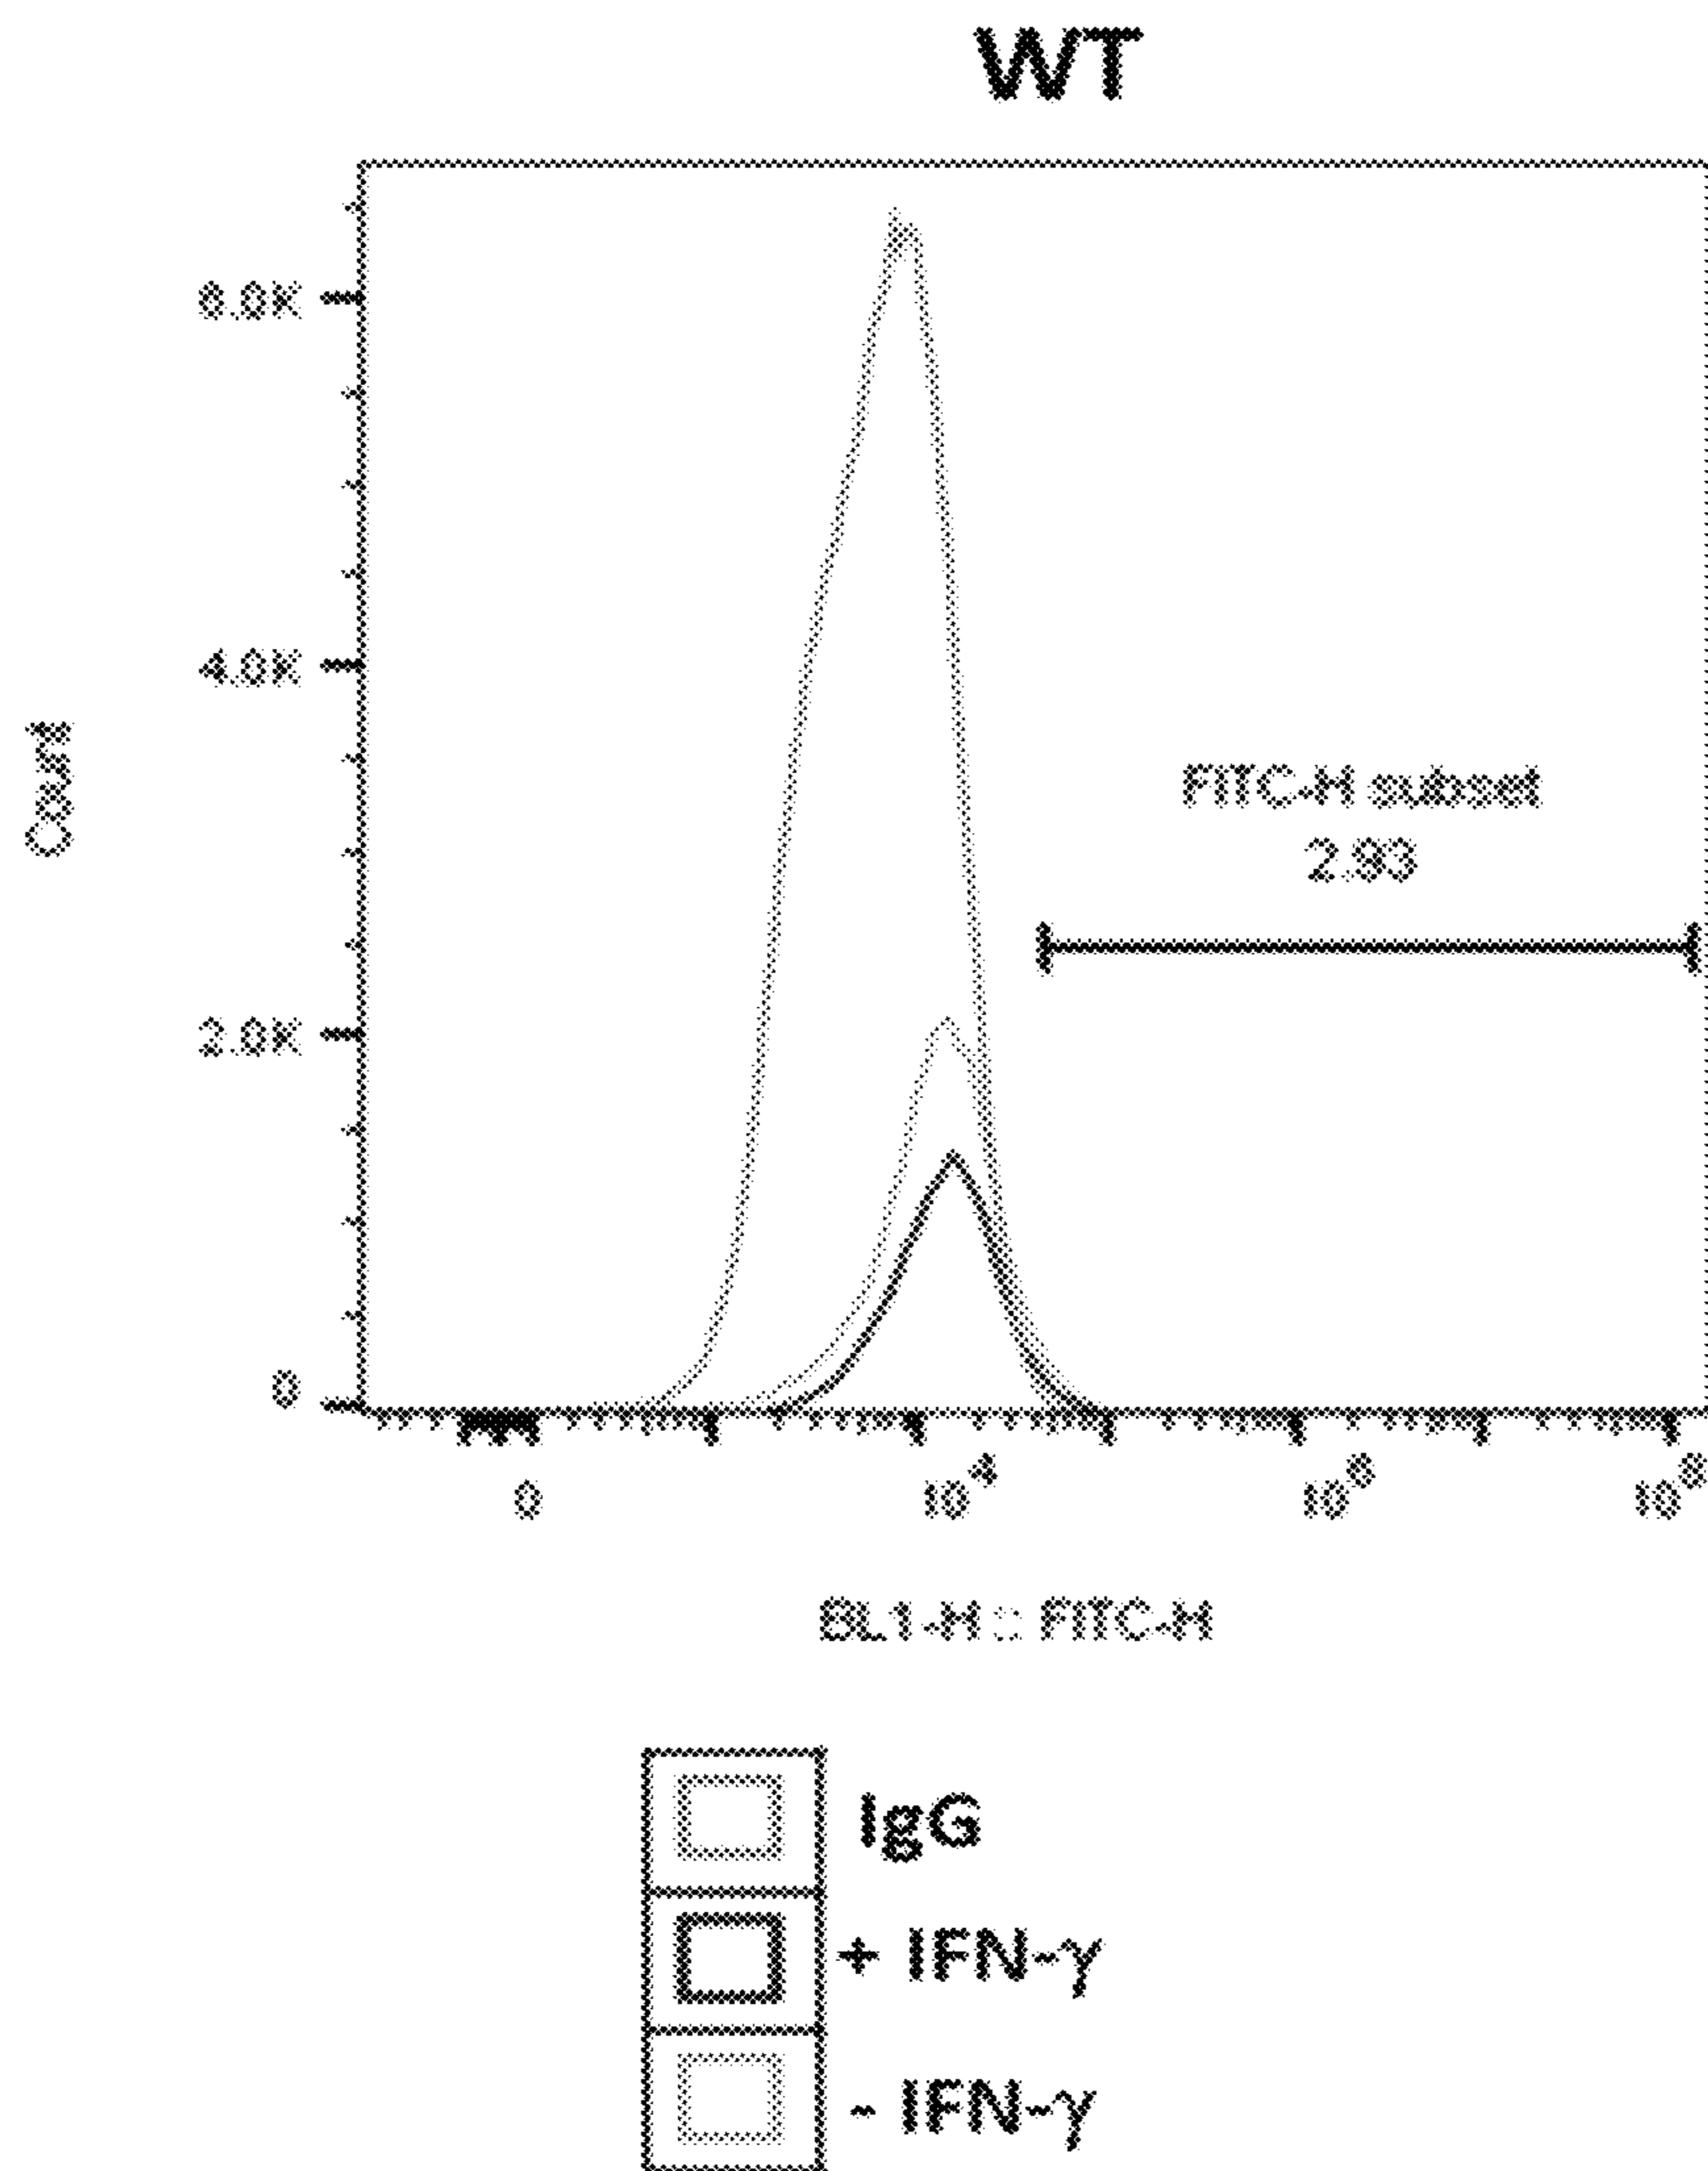 WT
6.0K
4.0K
2.0K
0
Count
FITC-H subset
2.93
0
10^4
10^6
10^8
BL1-H :: FITC-H
IgG
+ IFN-γ
- IFN-γ